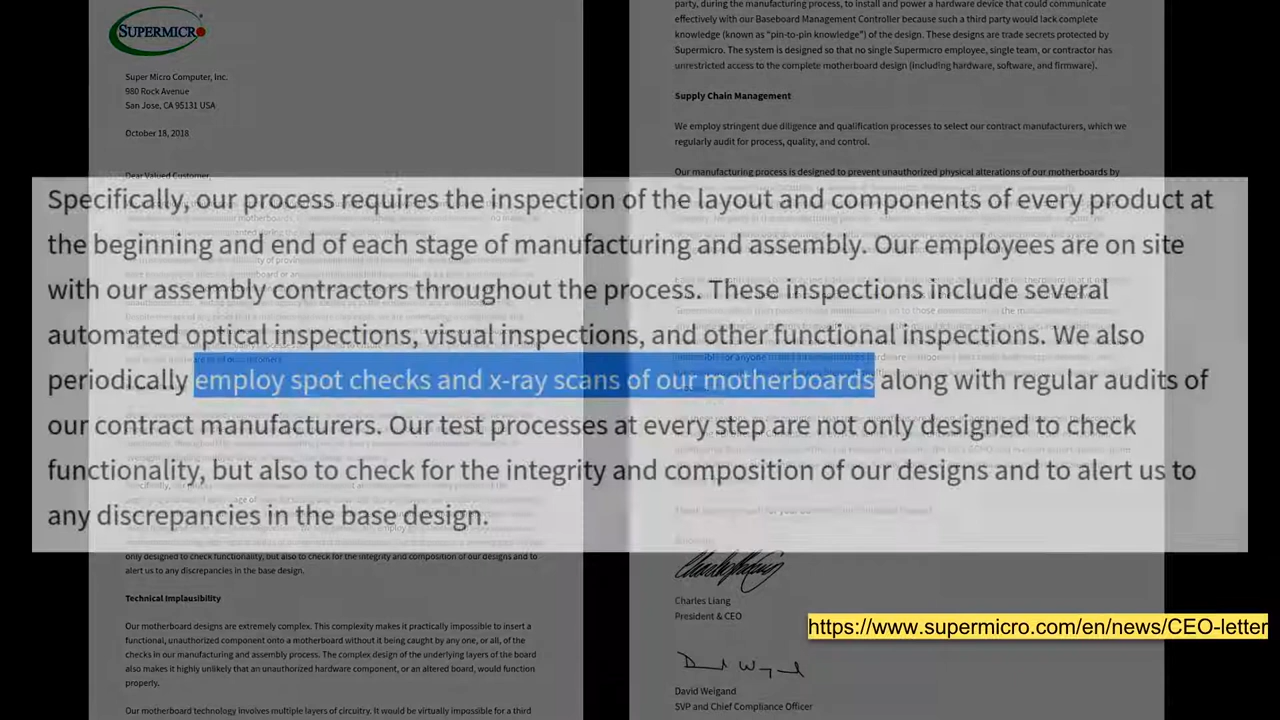 SUPERMICRO
Super Micro Computer, Inc.
980 Rock Avenue
San Jose, CA 95131 USA
October 18, 2018
Dear Valued Customer,
Specifically, our process requires the inspection of the layout and components of every product at
the beginning and end of each stage of manufacturing and assembly. Our employees are on site
with our assembly contractors throughout the process. These inspections include several
automated optical inspections, visual inspections, and other functional inspections. We also
periodically employ spot checks and x-ray scans of our motherboards along with regular audits of
our contract manufacturers. Our test processes at every step are not only designed to check
functionality, but also to check for the integrity and composition of our designs and to alert us to
any discrepancies in the base design.
only designed to check functionality, but also to check for the integrity and composition of our designs and to
alert us to any discrepancies in the base design.
Technical Implausibility
Our motherboard designs are extremely complex. This complexity makes it practically impossible to insert a
functional, unauthorized component onto a motherboard without it being caught by any one, or all, of the
checks in our manufacturing and assembly process. The complex design of the underlying layers of the board
also makes it highly unlikely that an unauthorized hardware component, or an altered board, would function
properly.
Our motherboard technology involves multiple layers of circuitry. It would be virtually impossible for a third
party, during the manufacturing process, to install and power a hardware device that could communicate
effectively with our Baseboard Management Controller because such a third party would lack complete
knowledge (known as “pin-to-pin knowledge”) of the design. These designs are trade secrets protected by
Supermicro. The system is designed so that no single Supermicro employee, single team, or contractor has
unrestricted access to the complete motherboard design (including hardware, software, and firmware).
Supply Chain Management
We employ stringent due diligence and qualification processes to select our contract manufacturers, which we
regularly audit for process, quality, and control.
Our manufacturing process is designed to prevent unauthorized physical alterations of our motherboards by
Charles Liang
President & CEO
David Weigand
SVP and Chief Compliance Officer
https://www.supermicro.com/en/news/CEO-letter